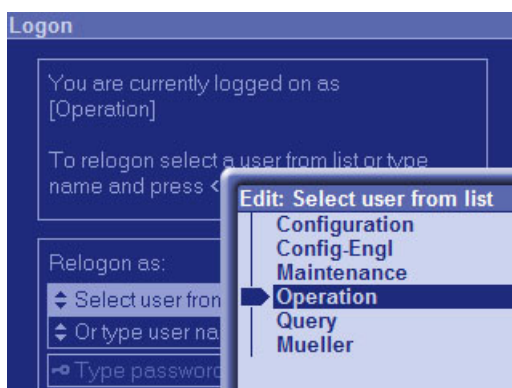 Logon
You are currently logged on as
[Operation]
To relogon select a user from list or type
name and press <
Relogon as:
Select user from
Or type user na
Type password
Edit: Select user from list
Configuration
Config-Engl
Maintenance
Operation
Query
Mueller